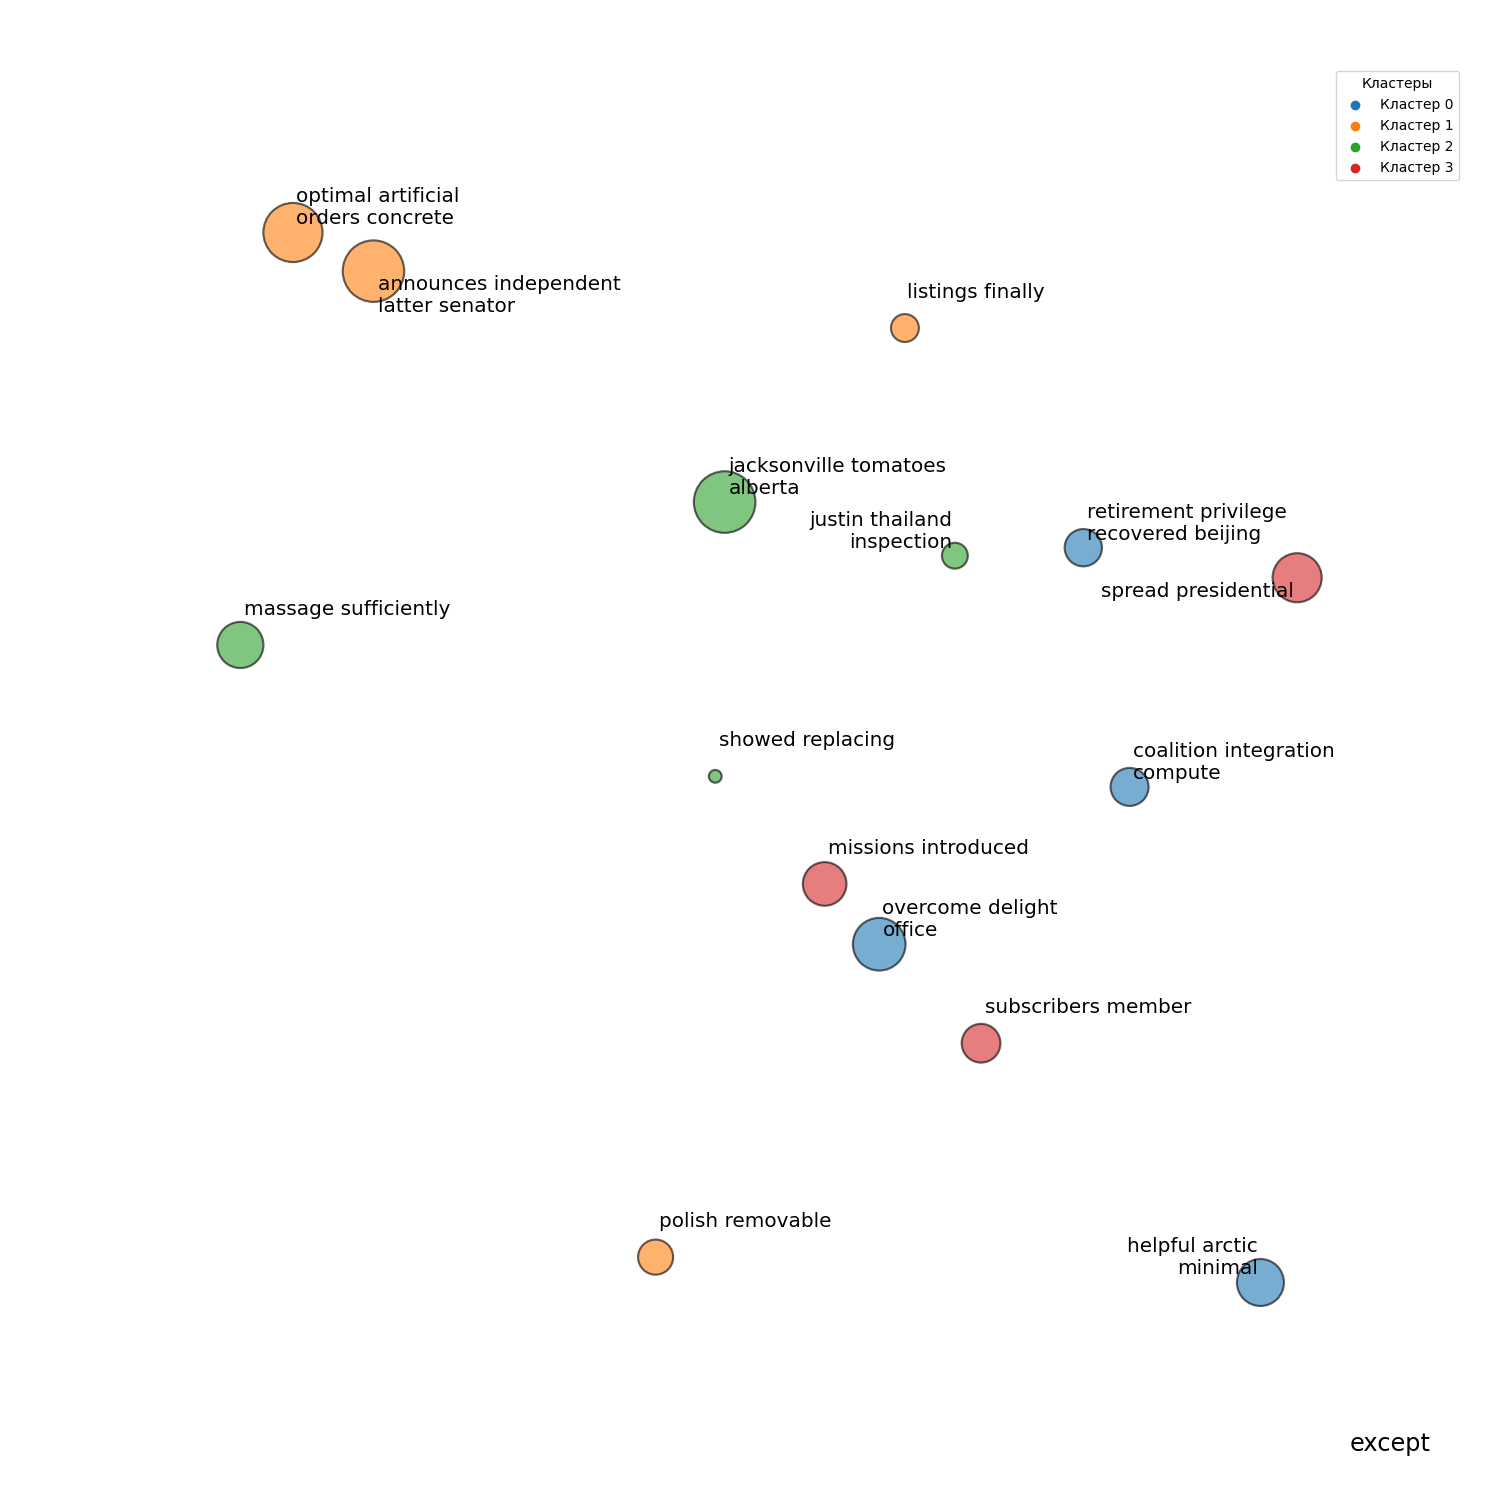 Кластеры
Кластер 0
Кластер 1
Кластер 2
Кластер 3
optimal artificial
orders concrete
announces independent
latter senator
listings finally
jacksonville tomatoes
alberta
justin thailand
inspection
retirement privilege
recovered beijing
spread presidential
massage sufficiently
showed replacing
coalition integration
compute
missions introduced
overcome delight
office
subscribers member
polish removable
helpful arctic
minimal
except